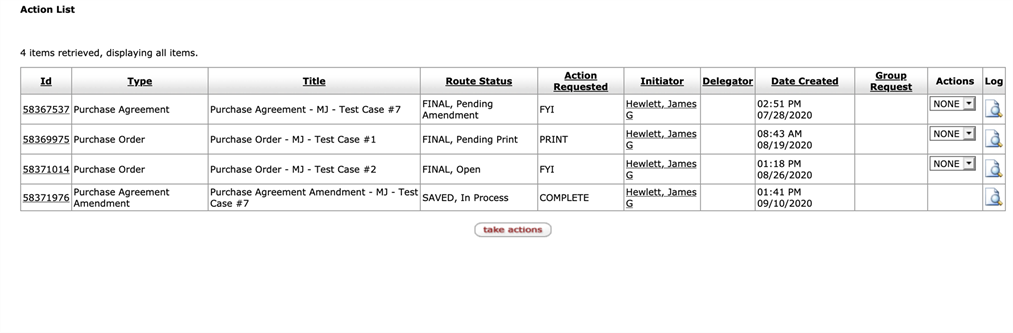 Action List
4 items retrieved, displaying all items.
Id Type Title Route Status Action Requested Initiator Delegator Date Created Group Request Actions Log
58367537 Purchase Agreement Purchase Agreement - MJ - Test Case #7 FINAL, Pending Amendment FYI Hewlett, James G 02:51 PM 07/28/2020 NONE
58369975 Purchase Order Purchase Order - MJ - Test Case #1 FINAL, Pending Print PRINT Hewlett, James G 08:43 AM 08/19/2020 NONE
58371014 Purchase Order Purchase Order - MJ - Test Case #2 FINAL, Open FYI Hewlett, James G 01:18 PM 08/26/2020 NONE
58371976 Purchase Agreement Amendment Purchase Agreement Amendment - MJ - Test Case #7 SAVED, In Process COMPLETE Hewlett, James G 01:41 PM 09/10/2020
take actions